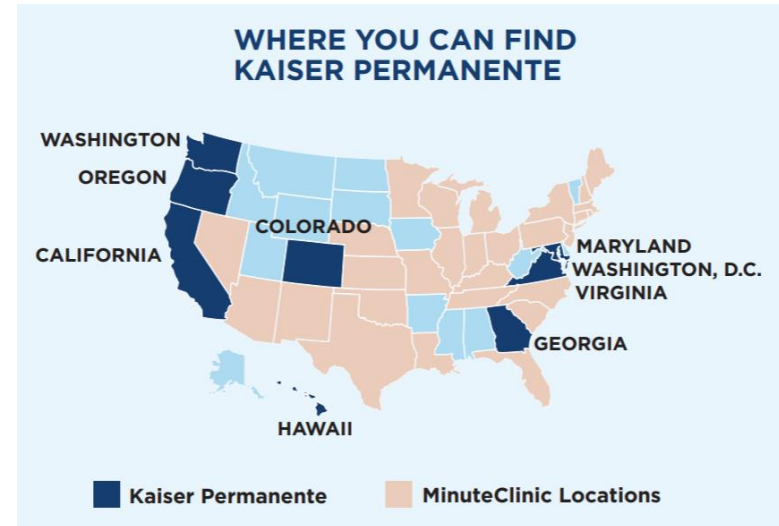 WHERE YOU CAN FIND
KAISER PERMANENTE
WASHINGTON
OREGON
COLORADO
CALIFORNIA
MARYLAND
WASHINGTON, D.C.
VIRGINIA
GEORGIA
HAWAII
Kaiser Permanente
MinuteClinic Locations